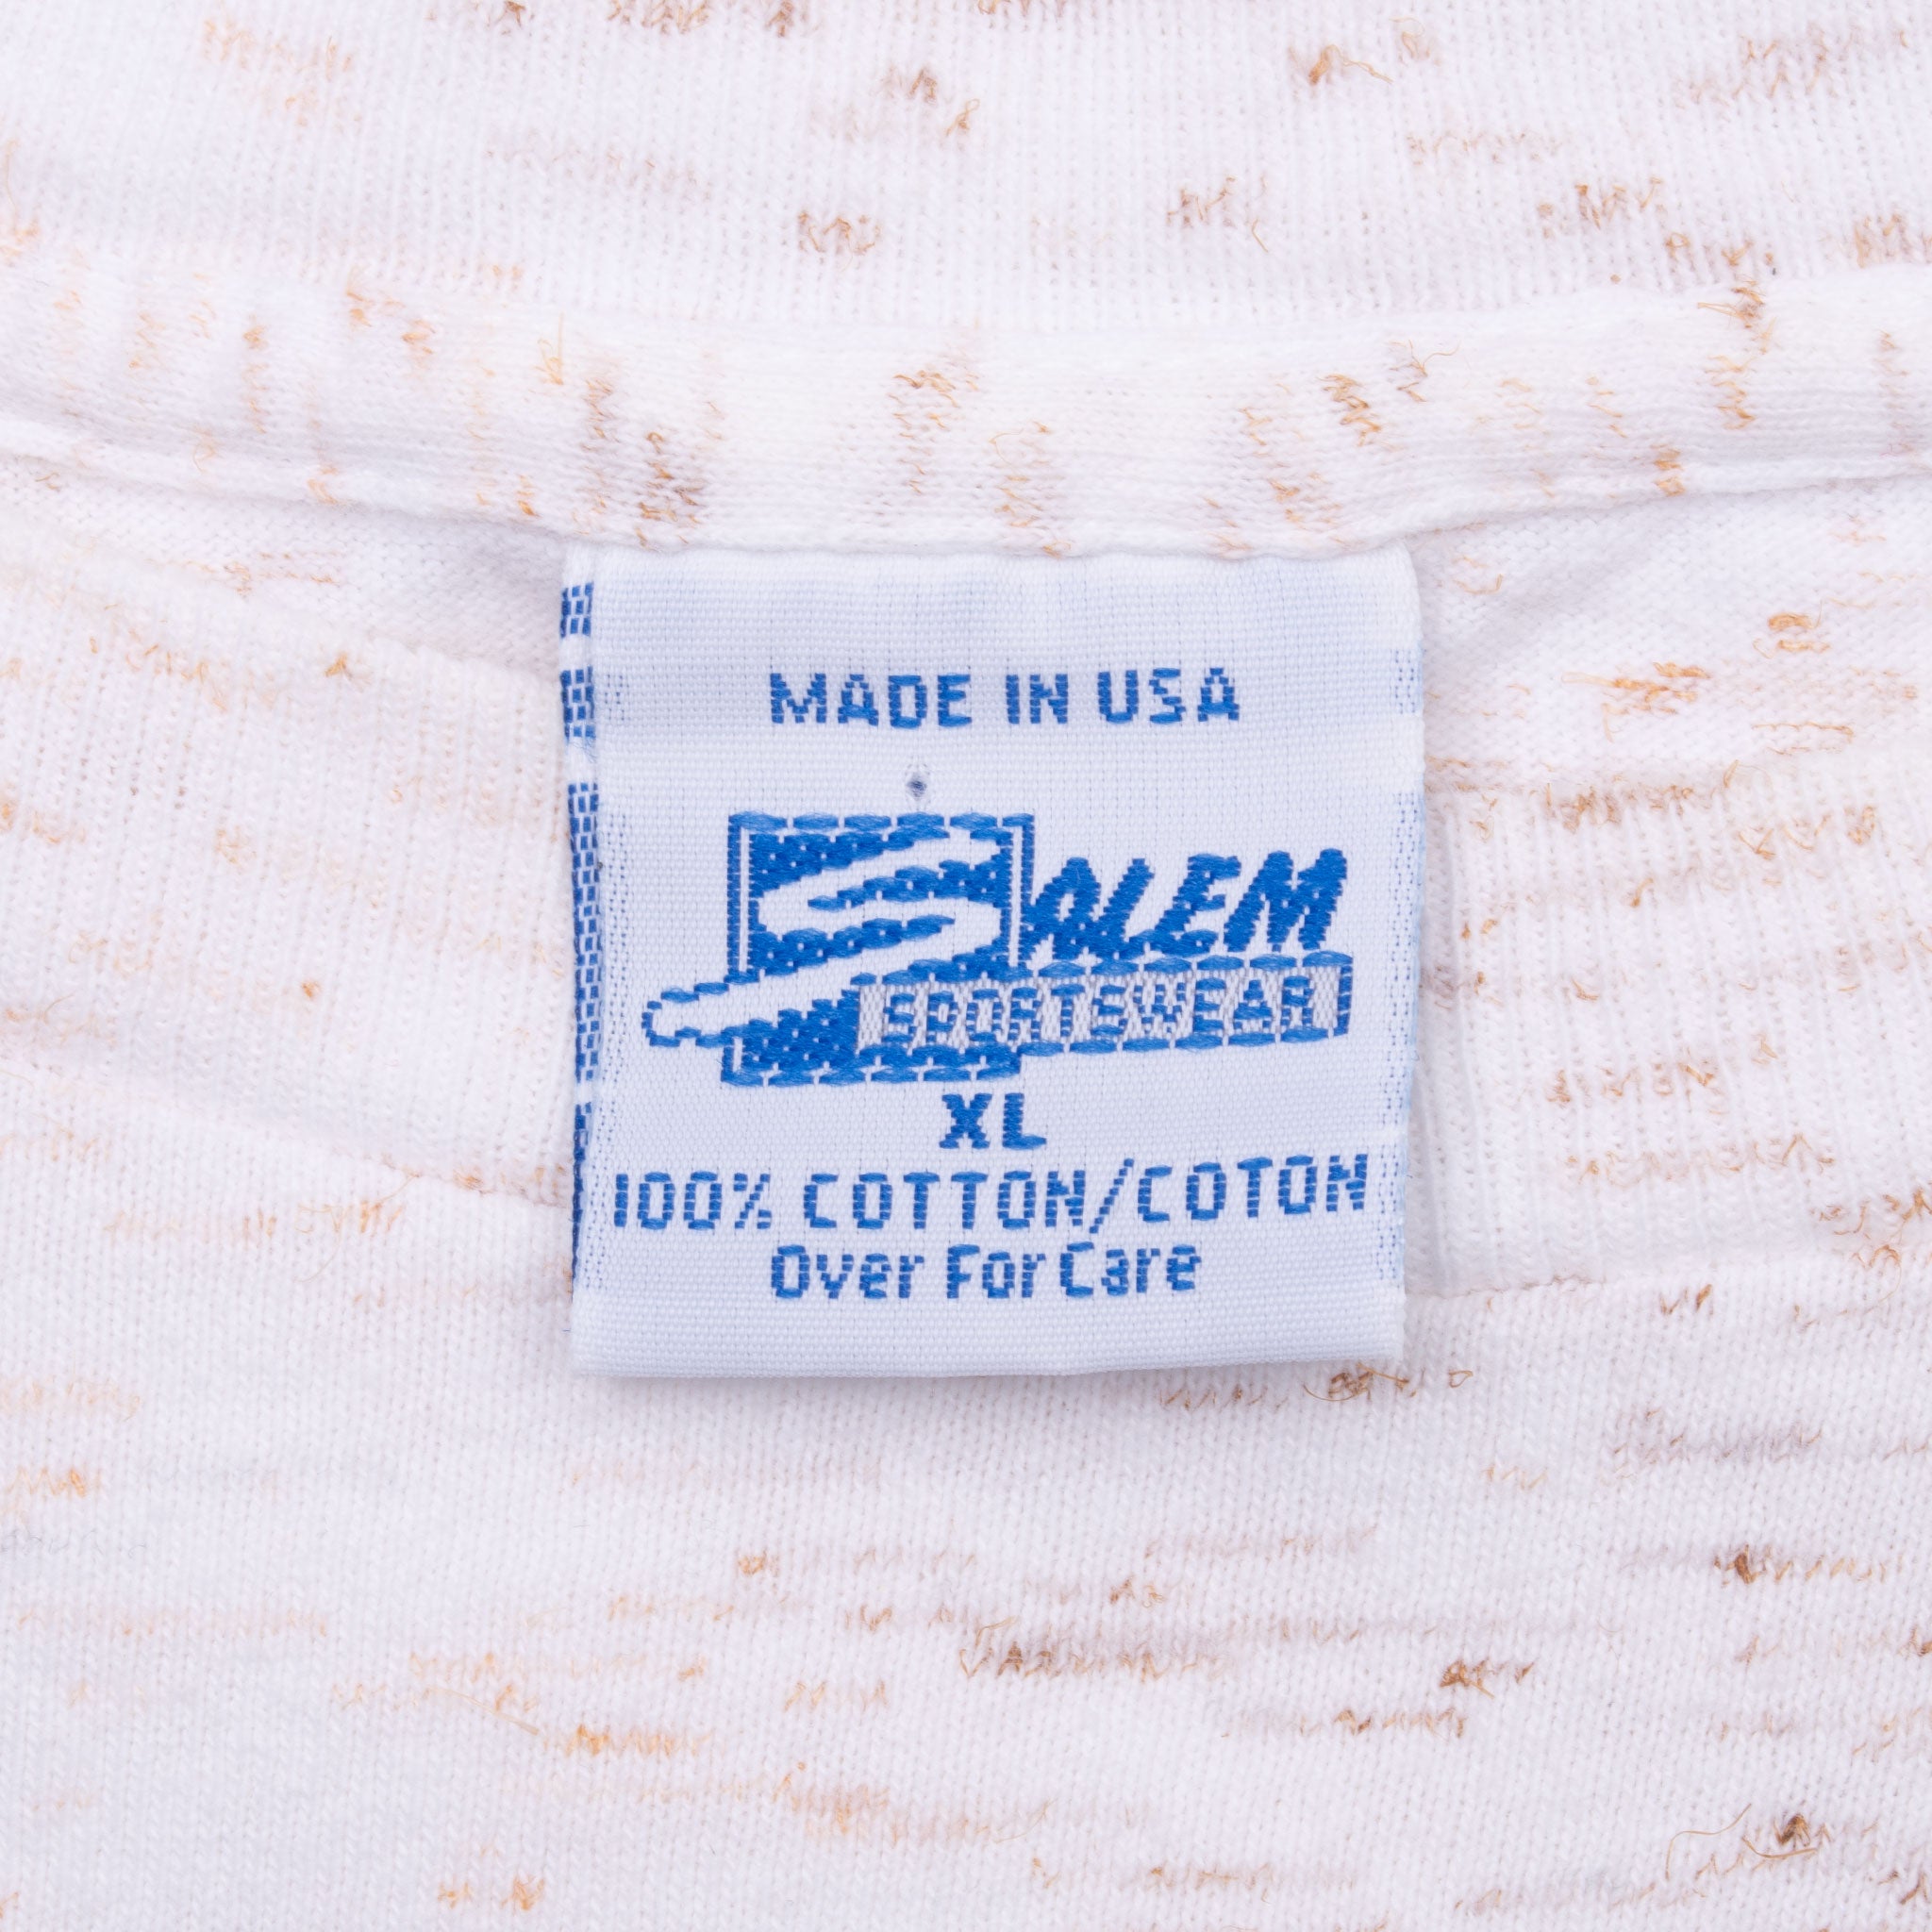 MADE IN USA
SALEM
SPORTSWEAR
XL
100% COTTON/COTON
Over For Care